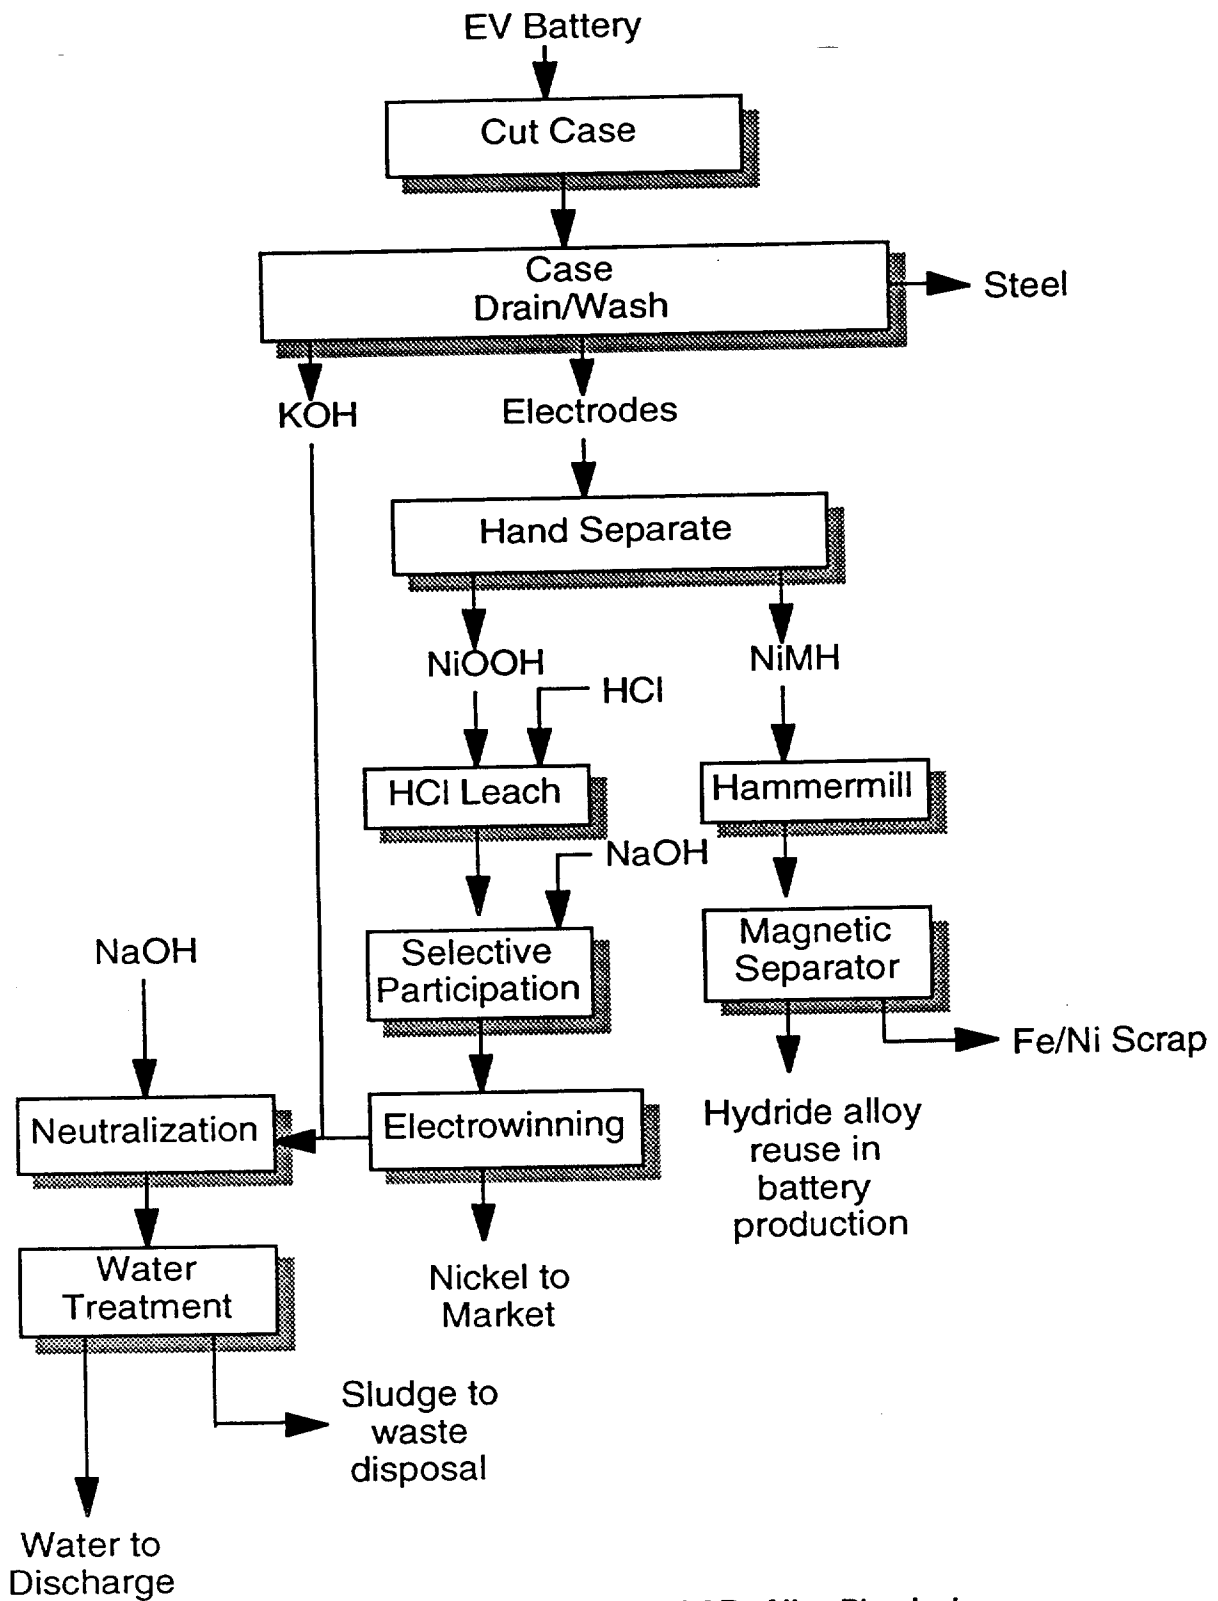 EV Battery
Cut Case
Case
Drain/Wash
Steel
KOH
Electrodes
Hand Separate
NiOOH
NiMH
HCl
HCl Leach
Hammermill
NaOH
Selective
Participation
Magnetic
Separator
NaOH
Fe/Ni Scrap
Neutralization
Electrowinning
Hydride alloy
reuse in
battery
production
Water
Treatment
Nickel to
Market
Sludge to
waste
disposal
Water to
Discharge